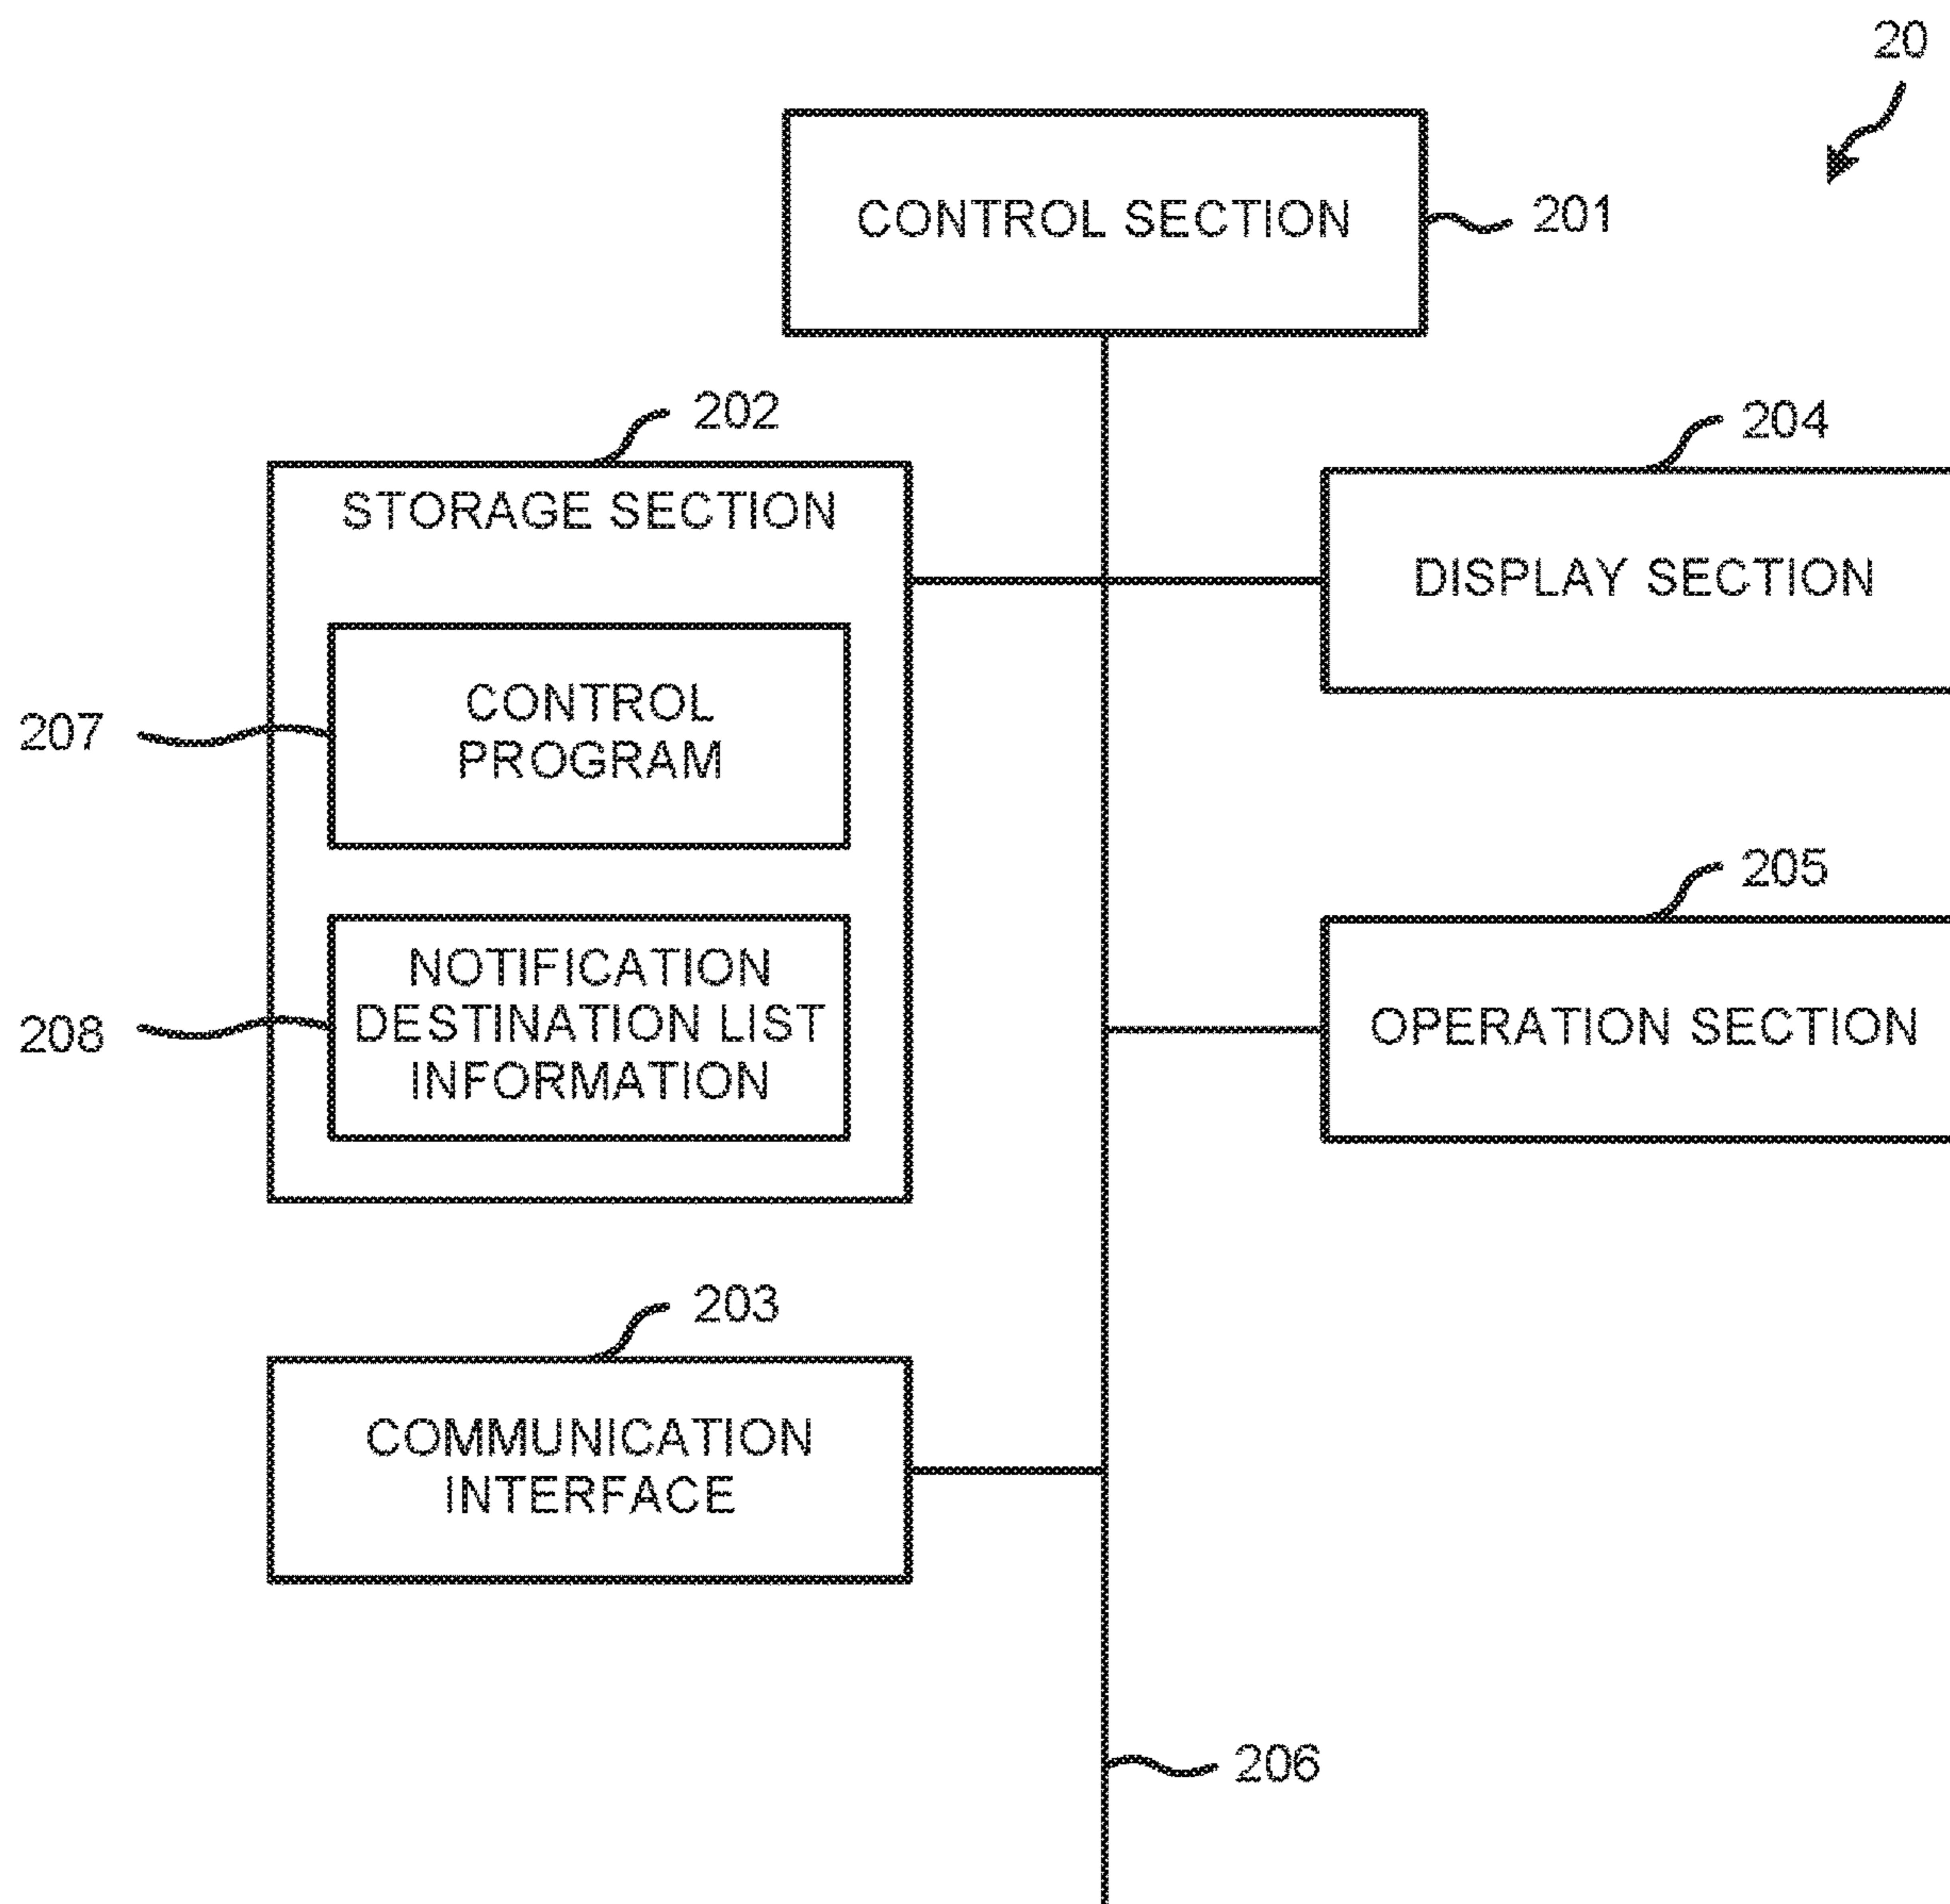 20
CONTROL SECTION
201
202
204
STORAGE SECTION
DISPLAY SECTION
CONTROL
PROGRAM
207
205
NOTIFICATION
DESTINATION LIST
INFORMATION
208
OPERATION SECTION
203
COMMUNICATION
INTERFACE
206